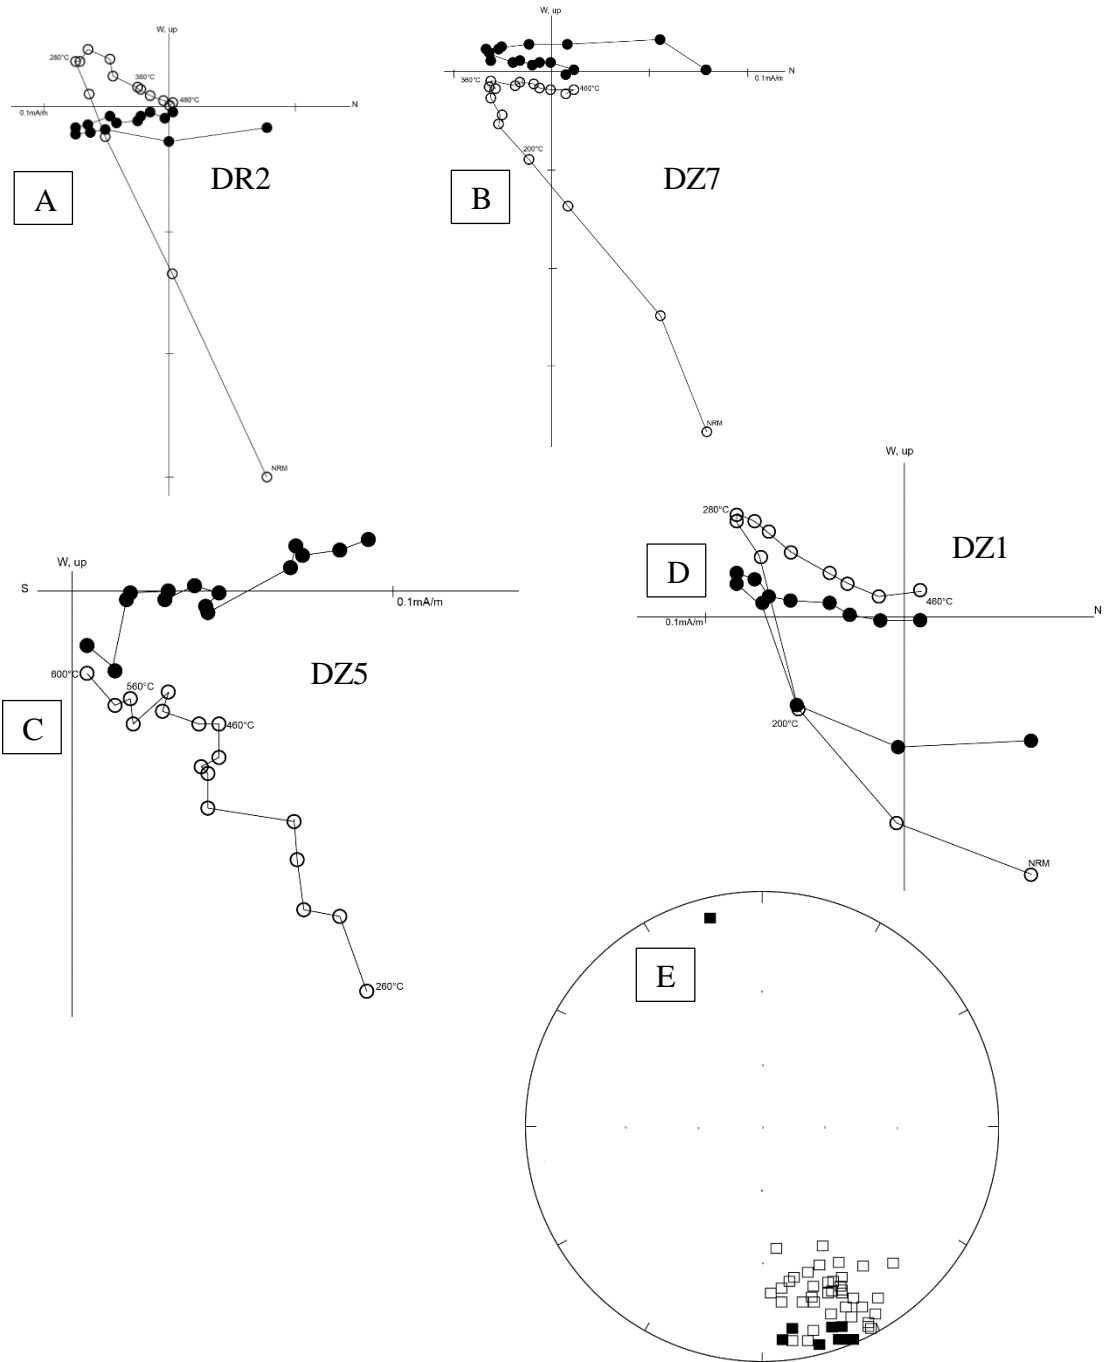 W, up
280°C
380°C
480°C
N
0.1mA/m
A
DR2
NRM
W, up
N
0.1mA/m
360°C
460°C
200°C
B
DZ7
NRM
W, up
S
0.1mA/m
DZ5
600°C
560°C
460°C
C
260°C
W, up
280°C
DZ1
D
460°C
N
0.1mA/m
200°C
NRM
E